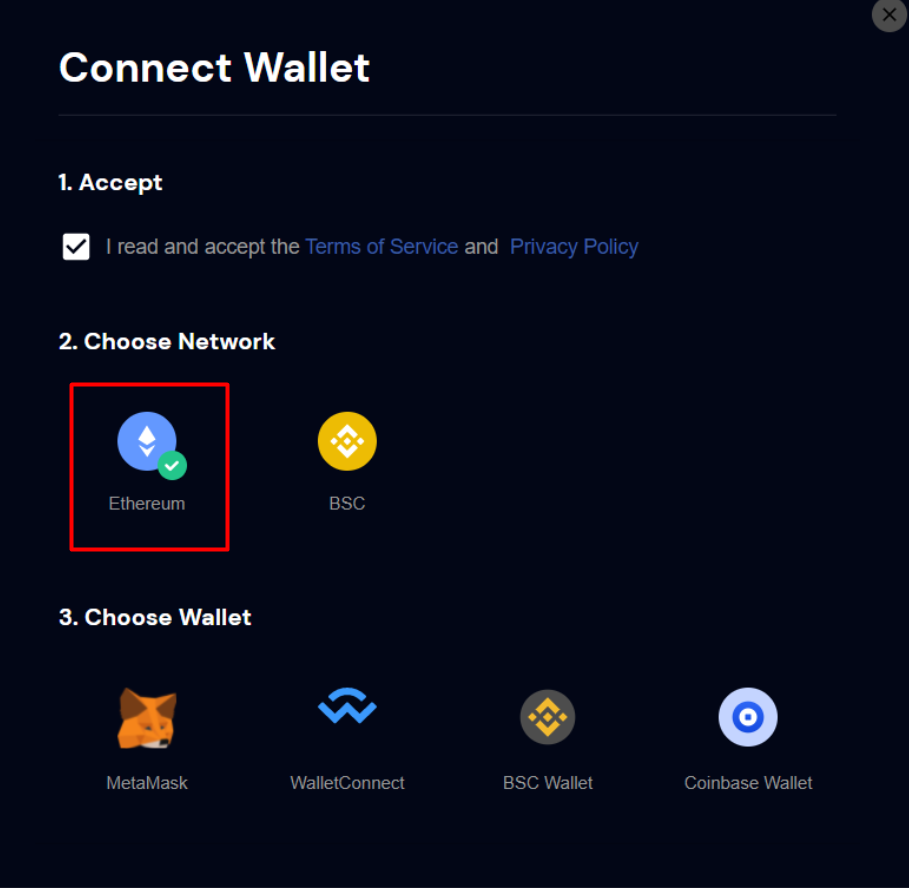 Connect Wallet
1. Accept
I read and accept the Terms of Service and Privacy Policy
2. Choose Network
Ethereum BSC
3. Choose Wallet
MetaMask WalletConnect BSC Wallet Coinbase Wallet